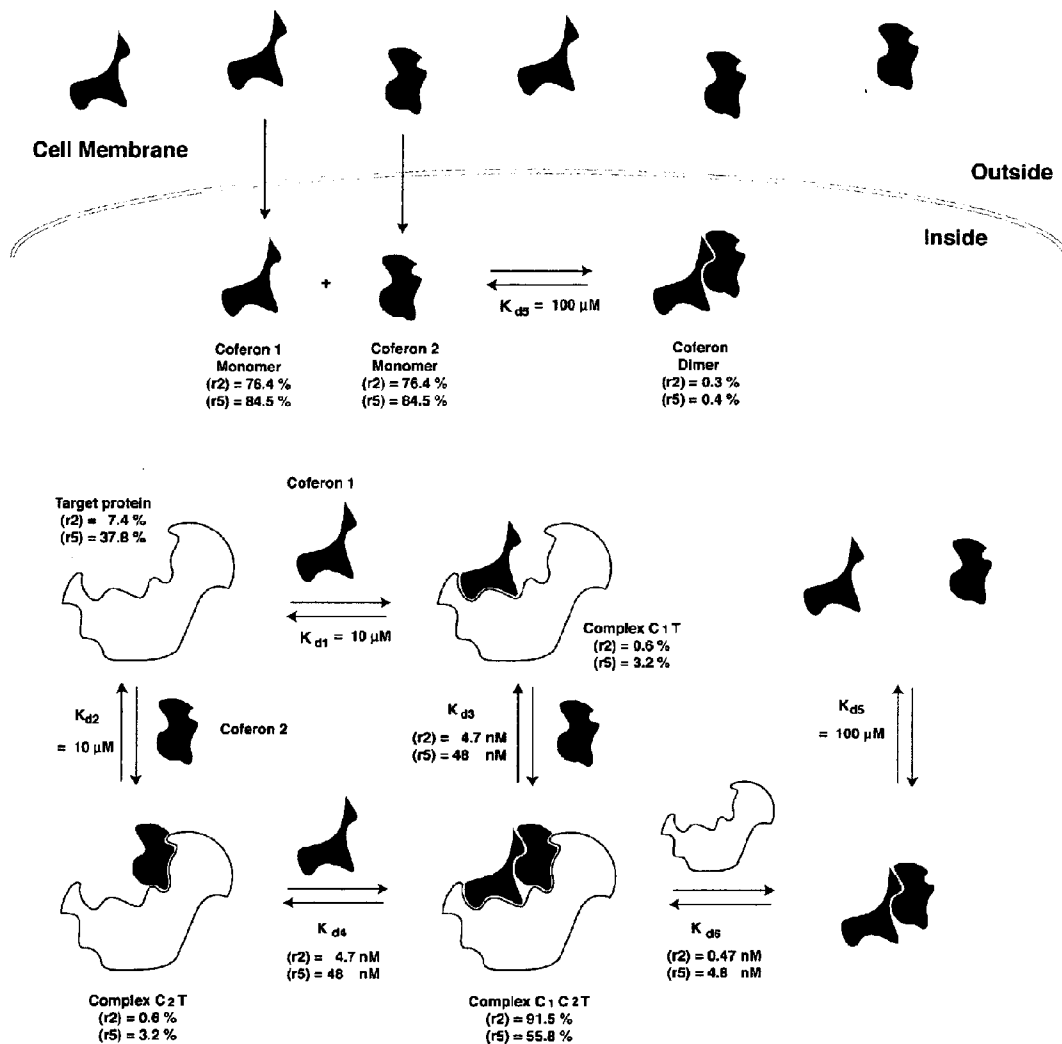 Cell Membrane
Outside
Inside
+
K d5 = 100 µM
Coferon 1
Monomer
(r2) = 76.4 %
(r5) = 84.5 %
Coferon 2
Monomer
(r2) = 76.4 %
(r5) = 84.5 %
Coferon
Dimer
(r2) = 0.3 %
(r5) = 0.4 %
Target protein
(r2) = 7.4 %
(r5) = 37.8 %
Coferon 1
K d1 = 10 µM
Complex C 1 T
(r2) = 0.6 %
(r5) = 3.2 %
K d2
= 10 µM
Coferon 2
K d3
(r2) = 4.7 nM
(r5) = 48 nM
K d5
= 100 µM
K d4
(r2) = 4.7 nM
(r5) = 48 nM
K d6
(r2) = 0.47 nM
(r5) = 4.8 nM
Complex C 2 T
(r2) = 0.6 %
(r5) = 3.2 %
Complex C 1 C 2 T
(r2) = 91.5 %
(r5) = 55.8 %